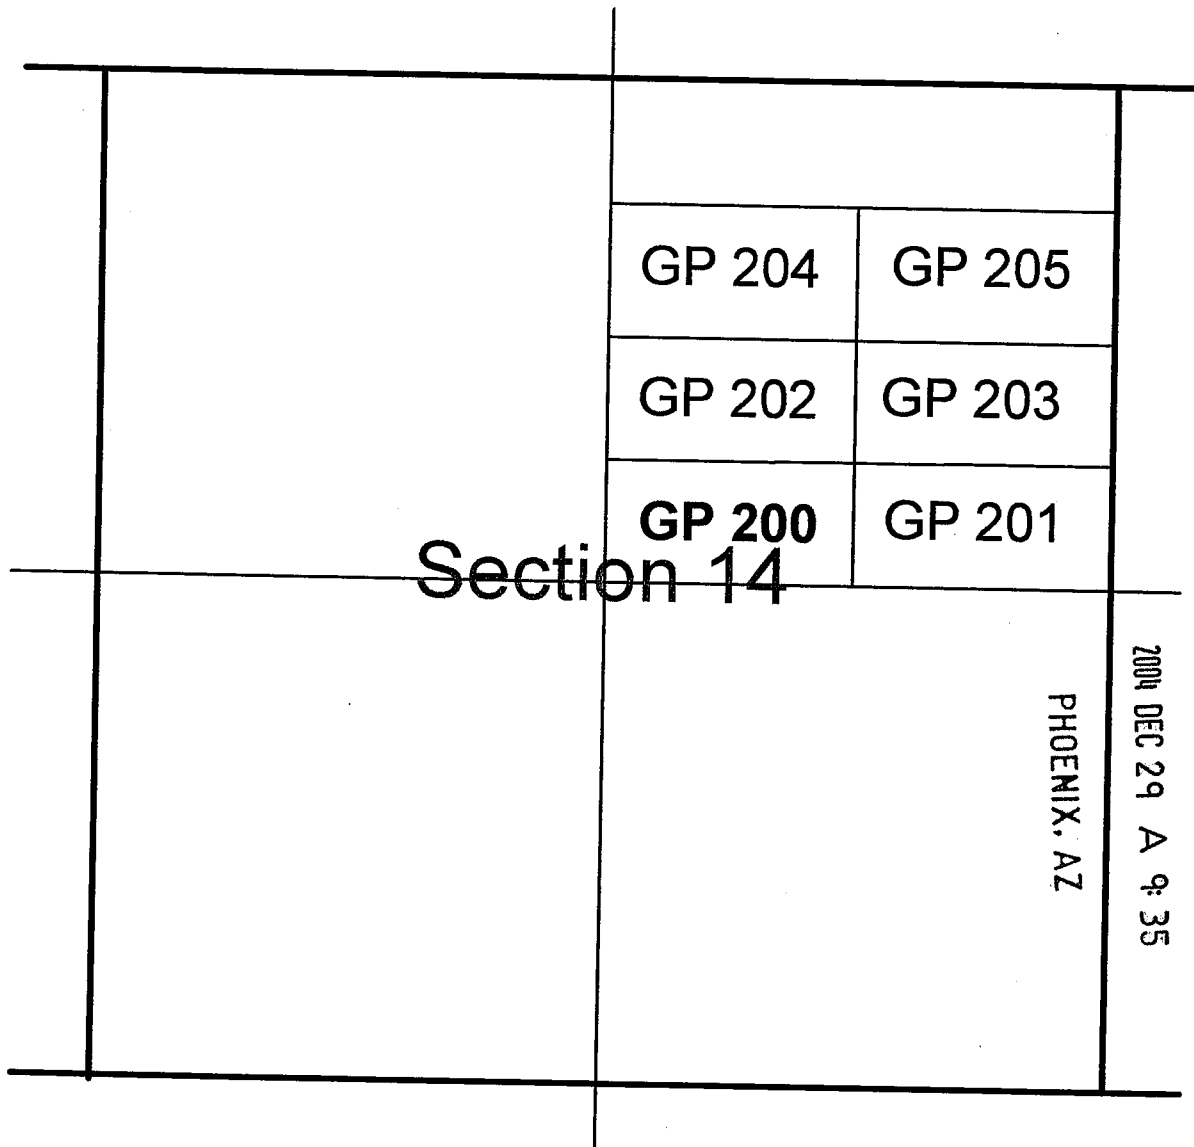 GP 204 GP 205
GP 202 GP 203
GP 200 GP 201
Section 14
2004 DEC 29 A 9:35
PHOENIX, AZ